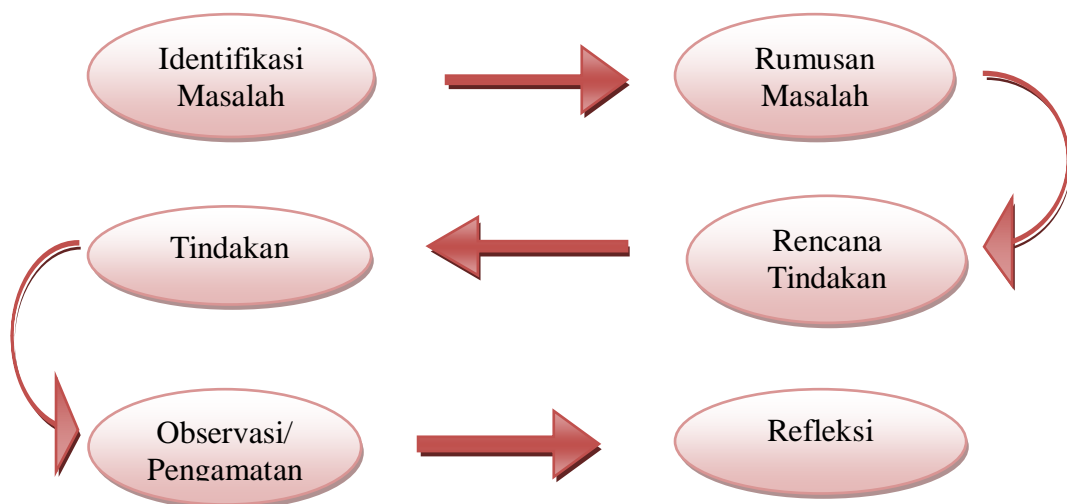 Identifikasi
Masalah
Rumusan
Masalah
Rencana
Tindakan
Tindakan
Observasi/
Pengamatan
Refleksi